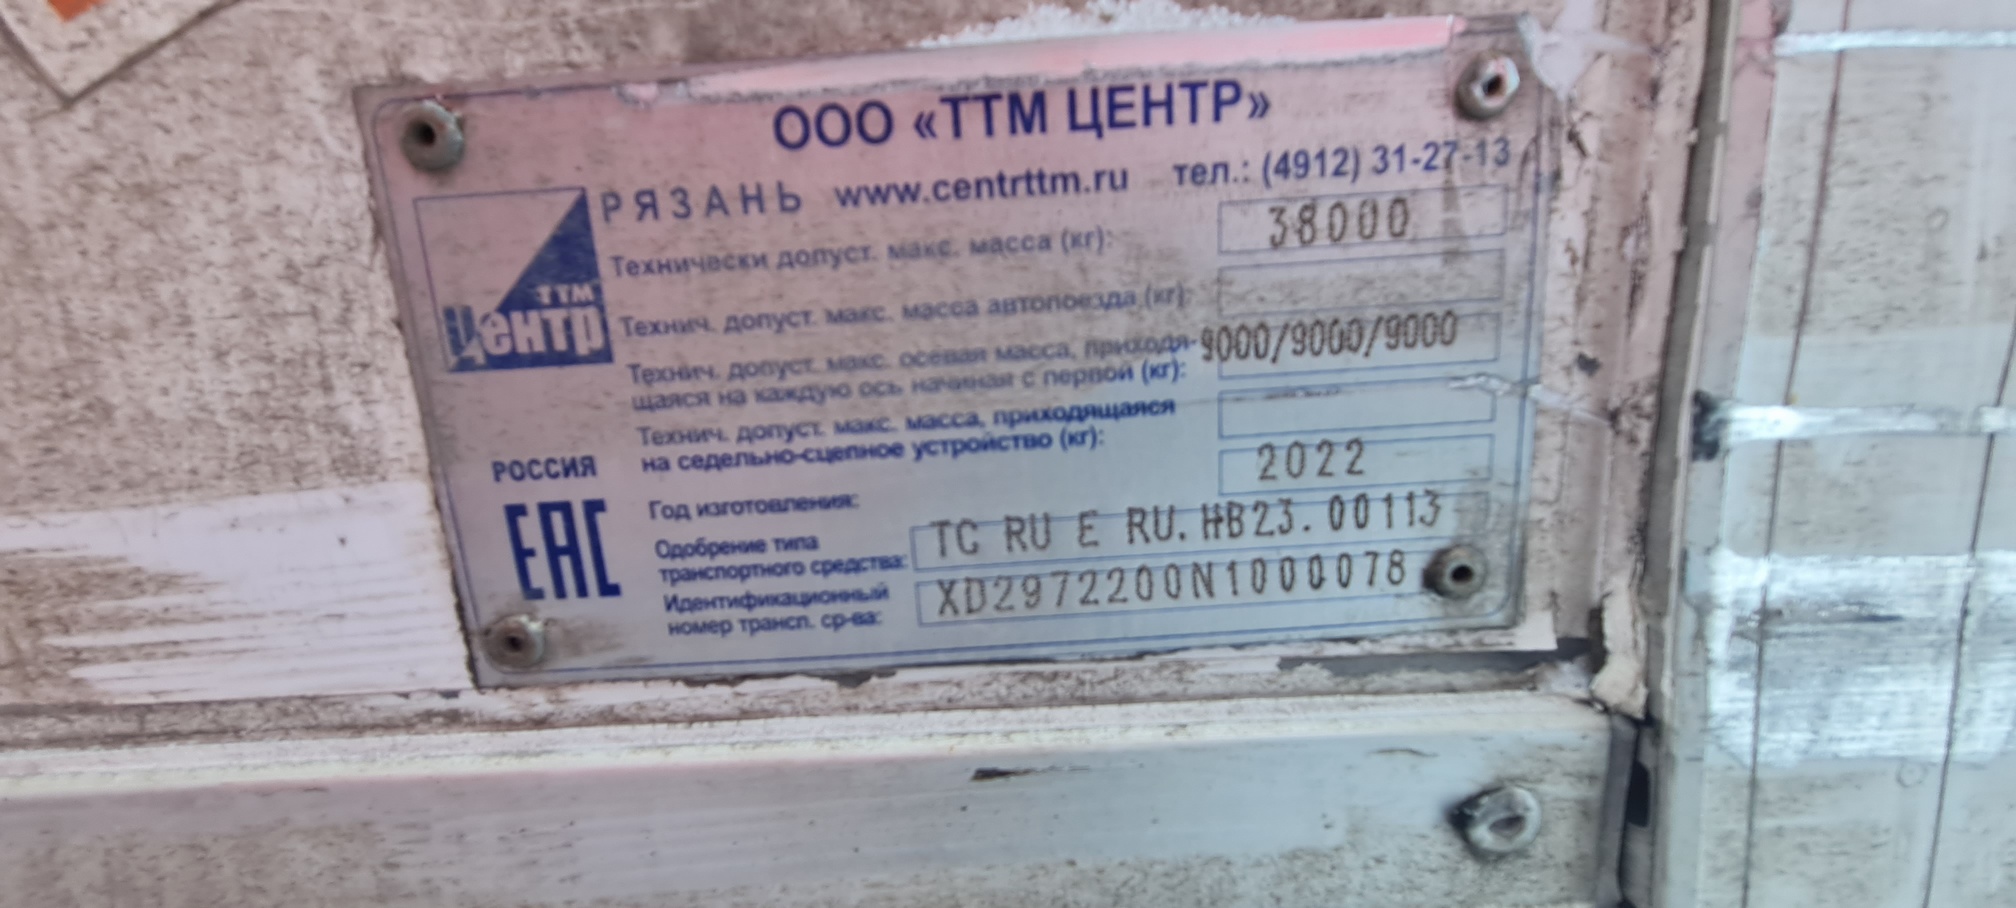 ООО «ТТМ ЦЕНТР»
РЯЗАНЬ www.centrttm.ru тел.: (4912) 31-27-13
ТТМ
Центр
Технически допуст. макс. масса (кг): 38000
Технич. допуст. макс. масса автопоезда (кг):
Технич. допуст. макс. осевая масса, приходя- 9000/9000/9000
щаяся на каждую ось начиная с первой (кг):
Технич. допуст. макс. масса, приходящаяся
на седельно-сцепное устройство (кг):
РОССИЯ
EAC
Год изготовления: 2022
Одобрение типа
транспортного средства: TC RU E RU.HB23.00113
Идентификационный
номер трансп. ср-ва: XD2972200N1000078